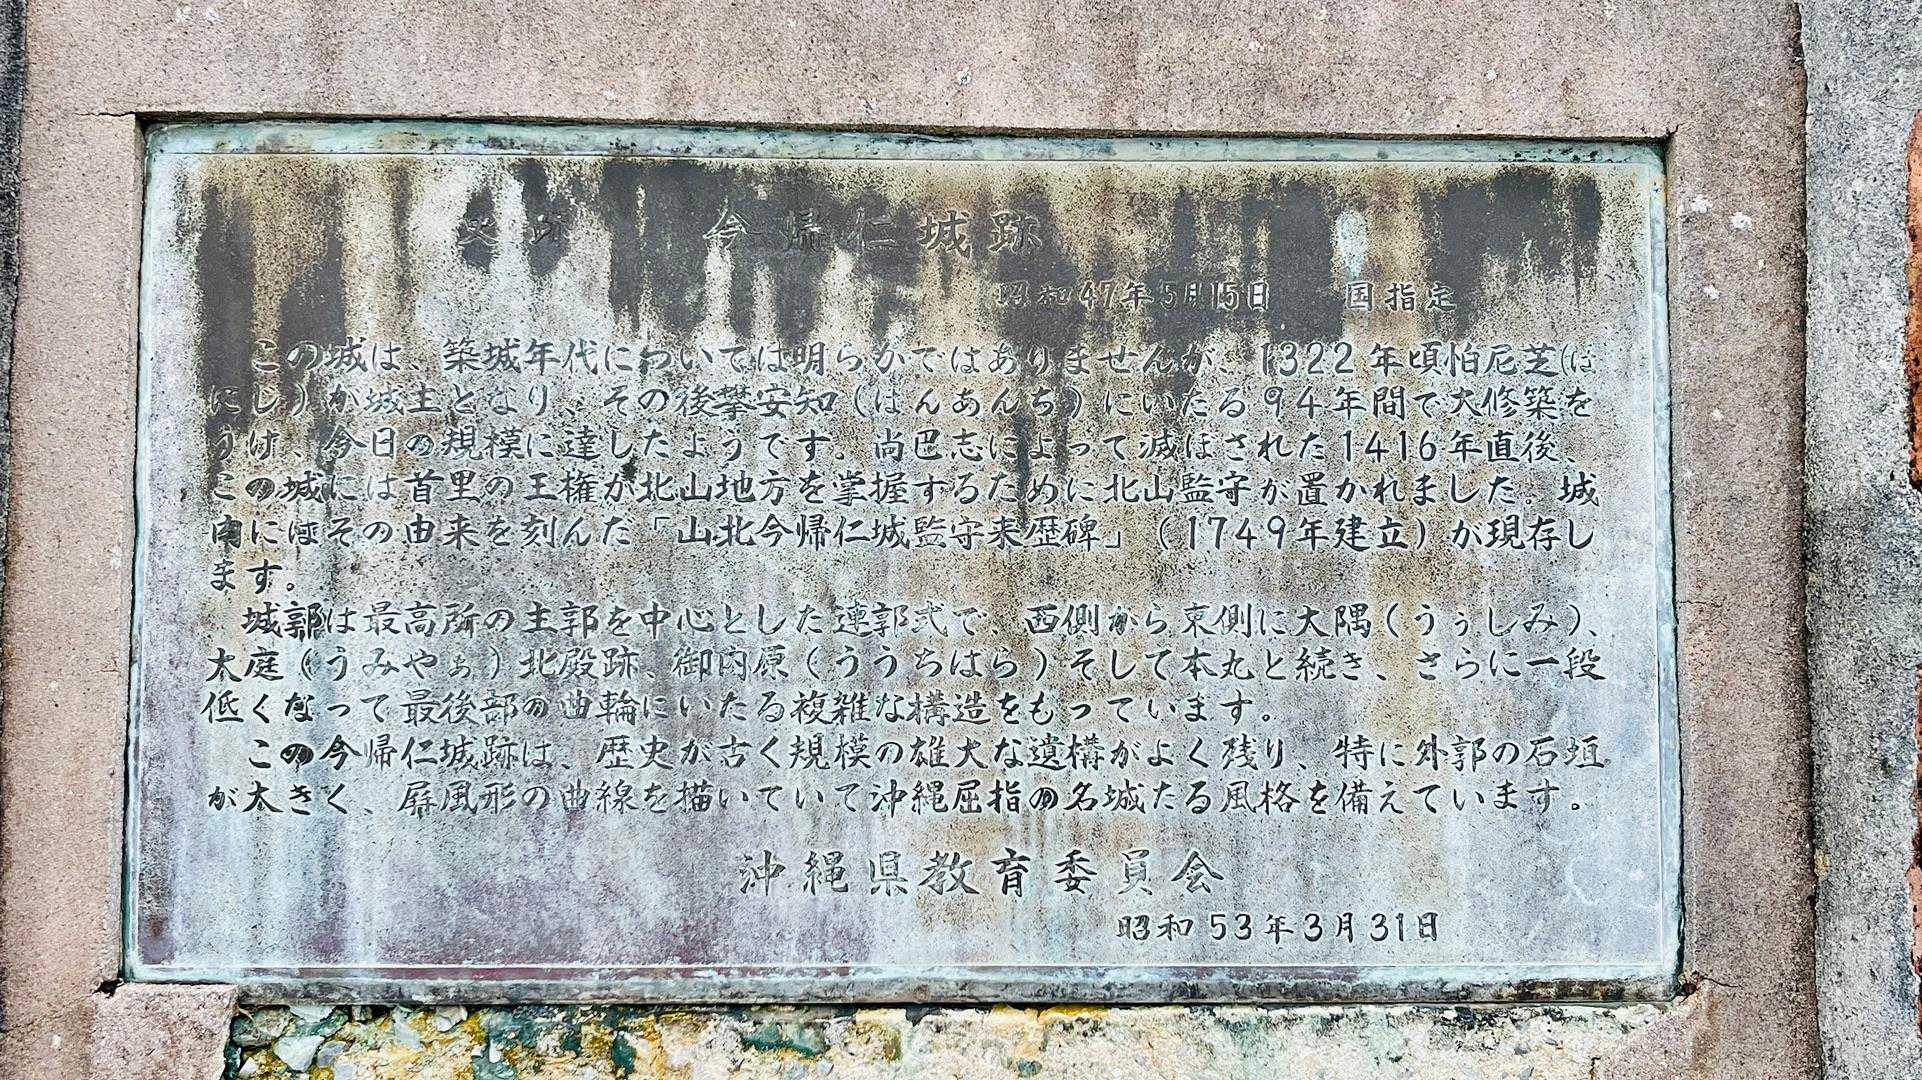 史跡　今帰仁城跡
昭和47年5月15日　国指定
この城は、築城年代については明らかではありませんが、1322年頃怕尼芝(は
にじ)が城主となり、その後攀安知(はんあんち)にいたる94年間で大修築を
うけ、今日の規模に達したようです。尚巴志によって滅ぼされた1416年直後、
この城には首里の王権が北山地方を掌握するために北山監守が置かれました。城
内にはその由来を刻んだ「山北今帰仁城監守来歴碑」(1749年建立)が現存し
ます。
城郭は最高所の主郭を中心とした連郭式で、西側から東側に大隅(うぅしみ)、
大庭(うみやぁ)北殿跡、御内原(ううちばら)そして本丸と続き、さらに一段
低くなって最後部の曲輪にいたる複雑な構造をもっています。
この今帰仁城跡は、歴史が古く規模の雄大な遺構がよく残り、特に外郭の石垣
が大きく、屏風形の曲線を描いていて沖縄屈指の名城たる風格を備えています。
沖縄県教育委員会
昭和53年3月31日